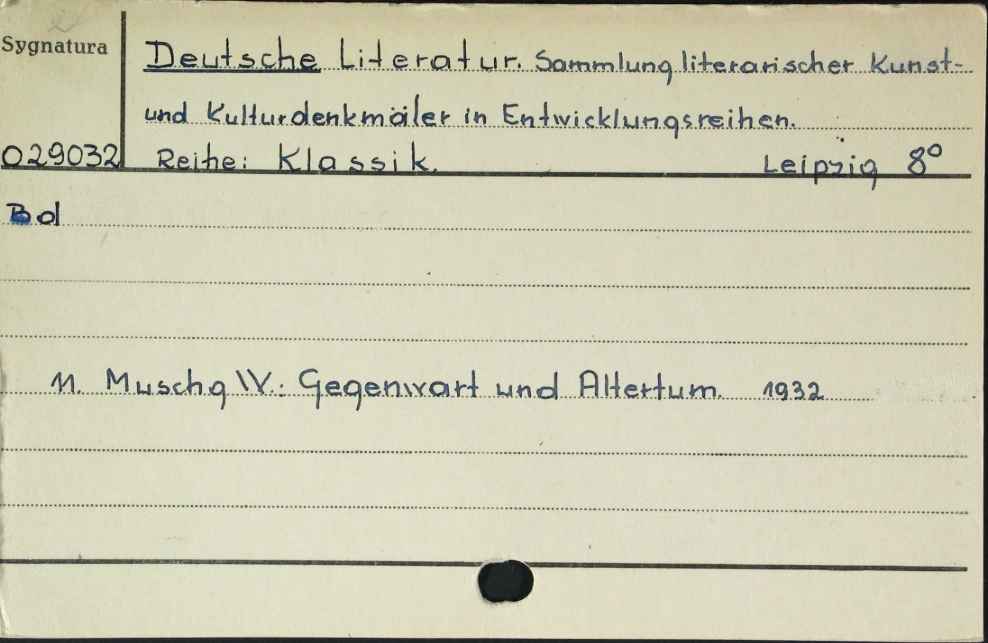 Sygnatura
Deutsche Literatur. Sammlung literarischer Kunst-
und Kulturdenkmäler in Entwicklungsreihen.
029032 Reihe: Klassik. Leipzig 8°
Bd
11. Muschg W.: Gegenwart und Altertum. 1932